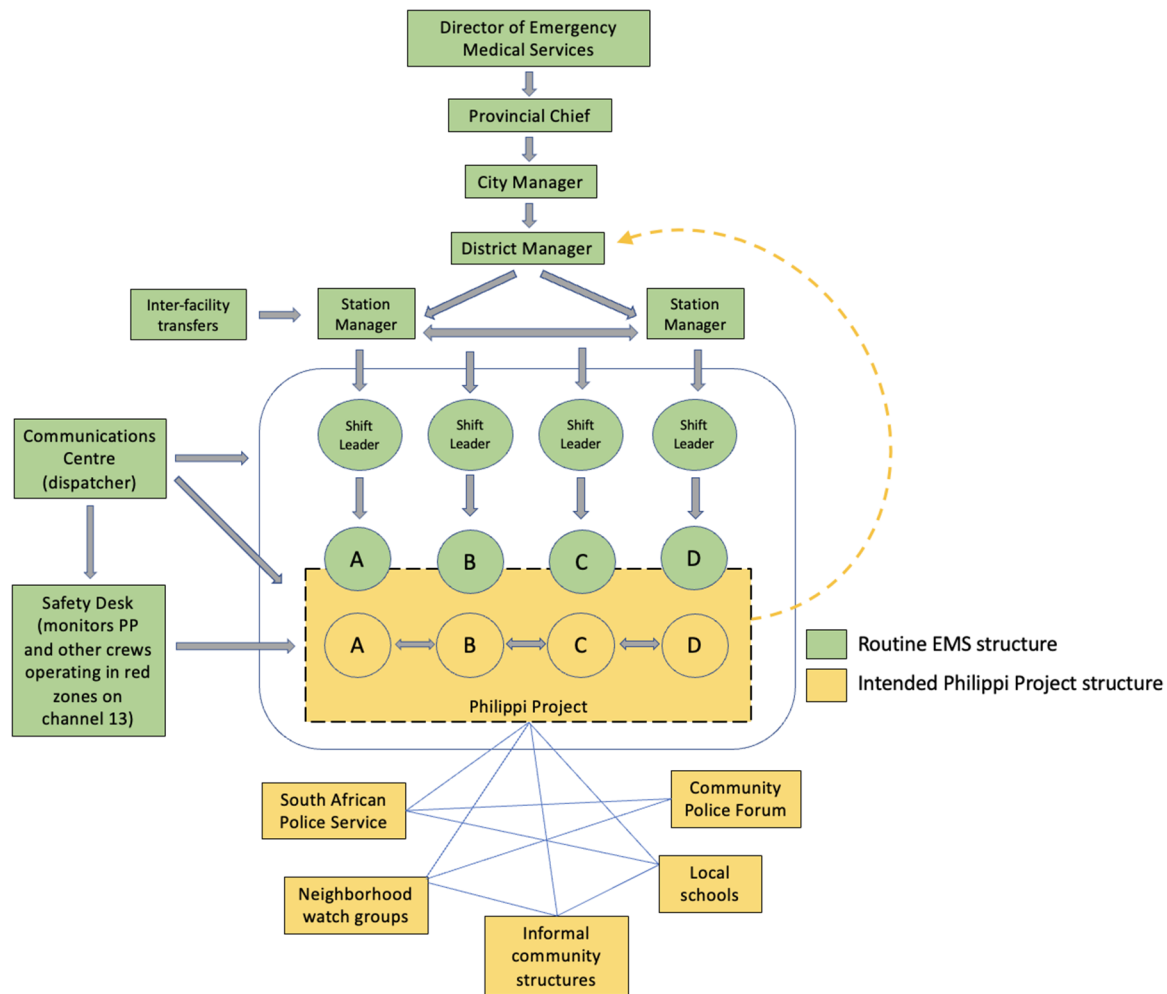 Director of Emergency
Medical Services
Provincial Chief
City Manager
District Manager
Inter-facility
transfers
Station
Manager
Station
Manager
Shift
Leader
Shift
Leader
Shift
Leader
Shift
Leader
Communications
Centre
(dispatcher)
A
B
C
D
Safety Desk
(monitors PP
and other crews
operating in red
zones on
channel 13)
A
B
C
D
Philippi Project
Routine EMS structure
Intended Philippi Project structure
South African
Police Service
Community
Police Forum
Neighborhood
watch groups
Local
schools
Informal
community
structures